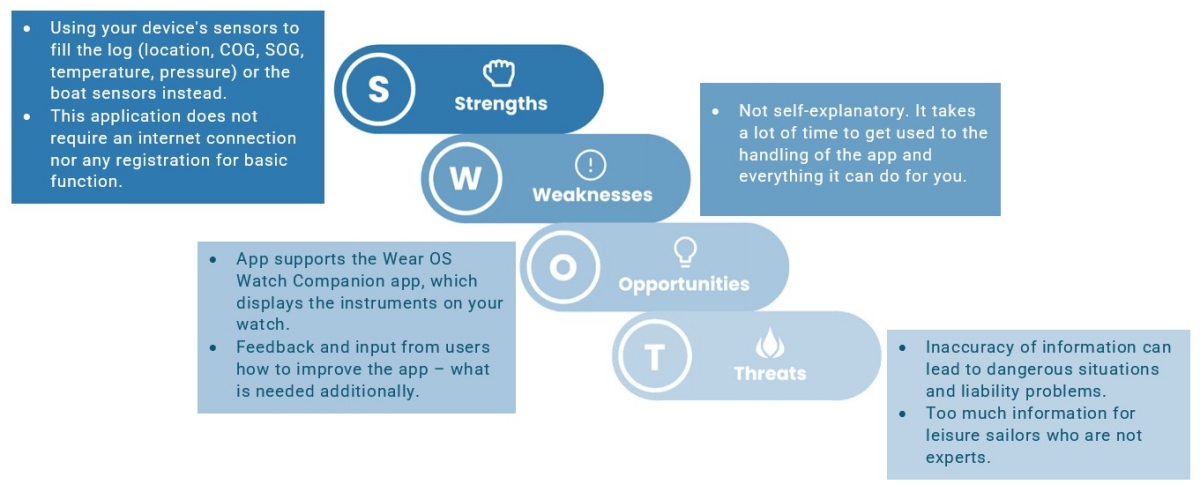 • Using your device's sensors to
fill the log (location, COG, SOG,
temperature, pressure) or the
boat sensors instead.
• This application does not
require an internet connection
nor any registration for basic
function.
S
Strengths
W
Weaknesses
• Not self-explanatory. It takes
a lot of time to get used to the
handling of the app and
everything it can do for you.
• App supports the Wear OS
Watch Companion app, which
displays the instruments on your
watch.
• Feedback and input from users
how to improve the app – what
is needed additionally.
O
Opportunities
T
Threats
• Inaccuracy of information can
lead to dangerous situations
and liability problems.
• Too much information for
leisure sailors who are not
experts.